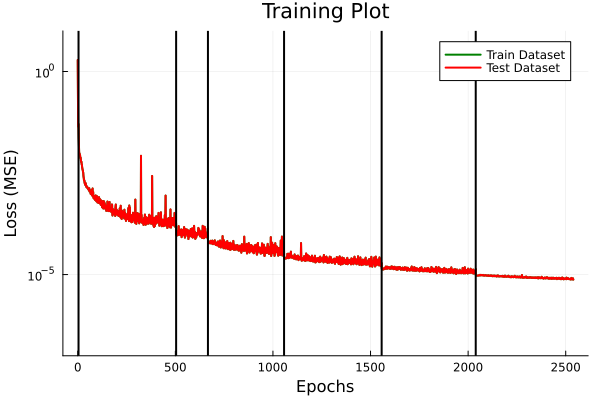 Training Plot
Train Dataset
Test Dataset
10⁰
10⁻⁵
Loss (MSE)
0 500 1000 1500 2000 2500
Epochs